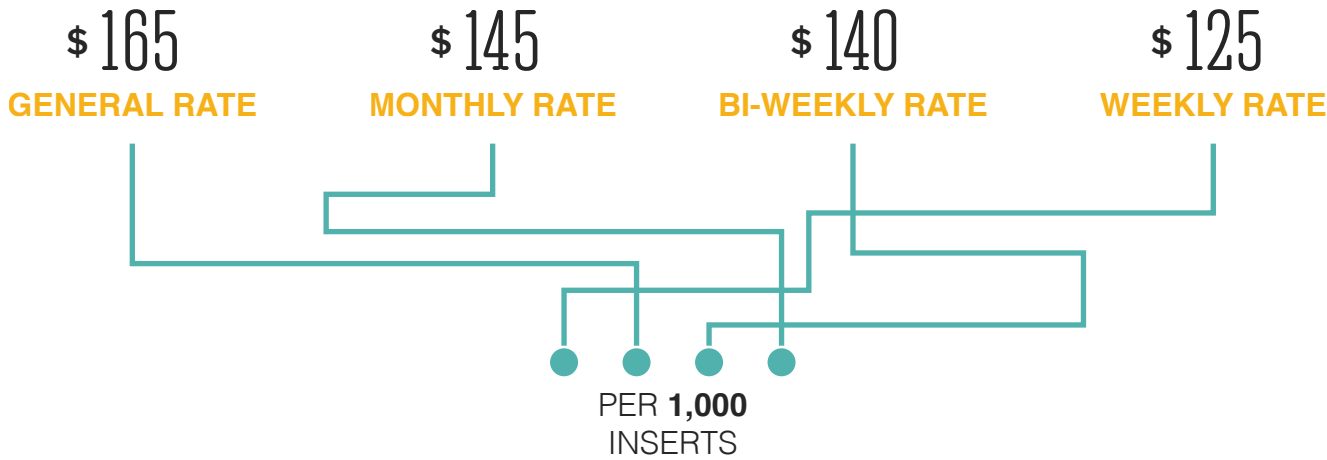 $ 165
GENERAL RATE
$ 145
MONTHLY RATE
$ 140
BI-WEEKLY RATE
$ 125
WEEKLY RATE
PER 1,000
INSERTS